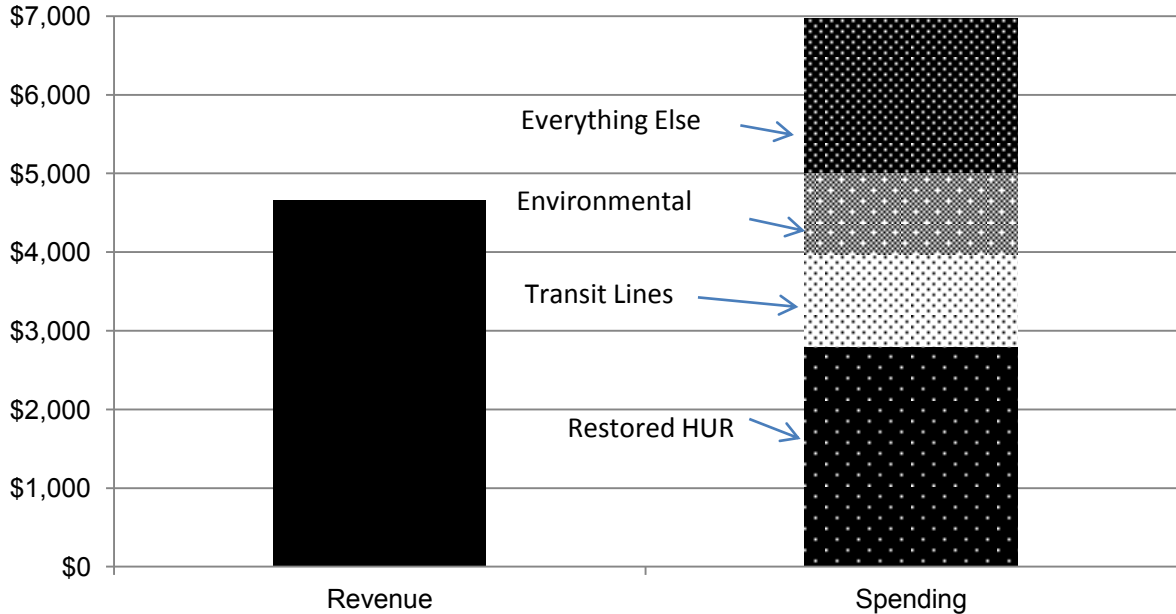 $7,000
$6,000
$5,000
$4,000
$3,000
$2,000
$1,000
$0
Everything Else
Environmental
Transit Lines
Restored HUR
Revenue
Spending